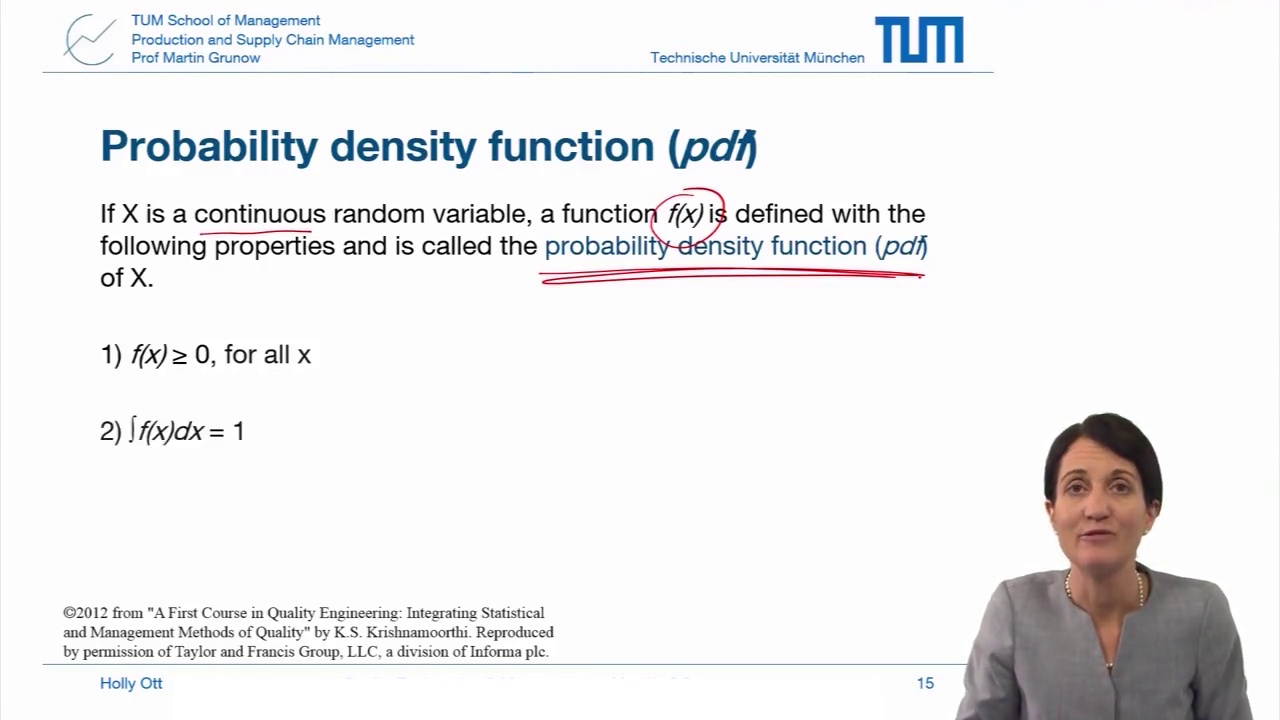 TUM School of Management
Production and Supply Chain Management
Prof Martin Grunow
Technische Universität München
TUM
Probability density function (pdf)
If X is a continuous random variable, a function f(x) is defined with the
following properties and is called the probability density function (pdf)
of X.
1) f(x) ≥ 0, for all x
2) ∫f(x)dx = 1
©2012 from "A First Course in Quality Engineering: Integrating Statistical
and Management Methods of Quality" by K.S. Krishnamoorthi. Reproduced
by permission of Taylor and Francis Group, LLC, a division of Informa plc.
Holly Ott
15